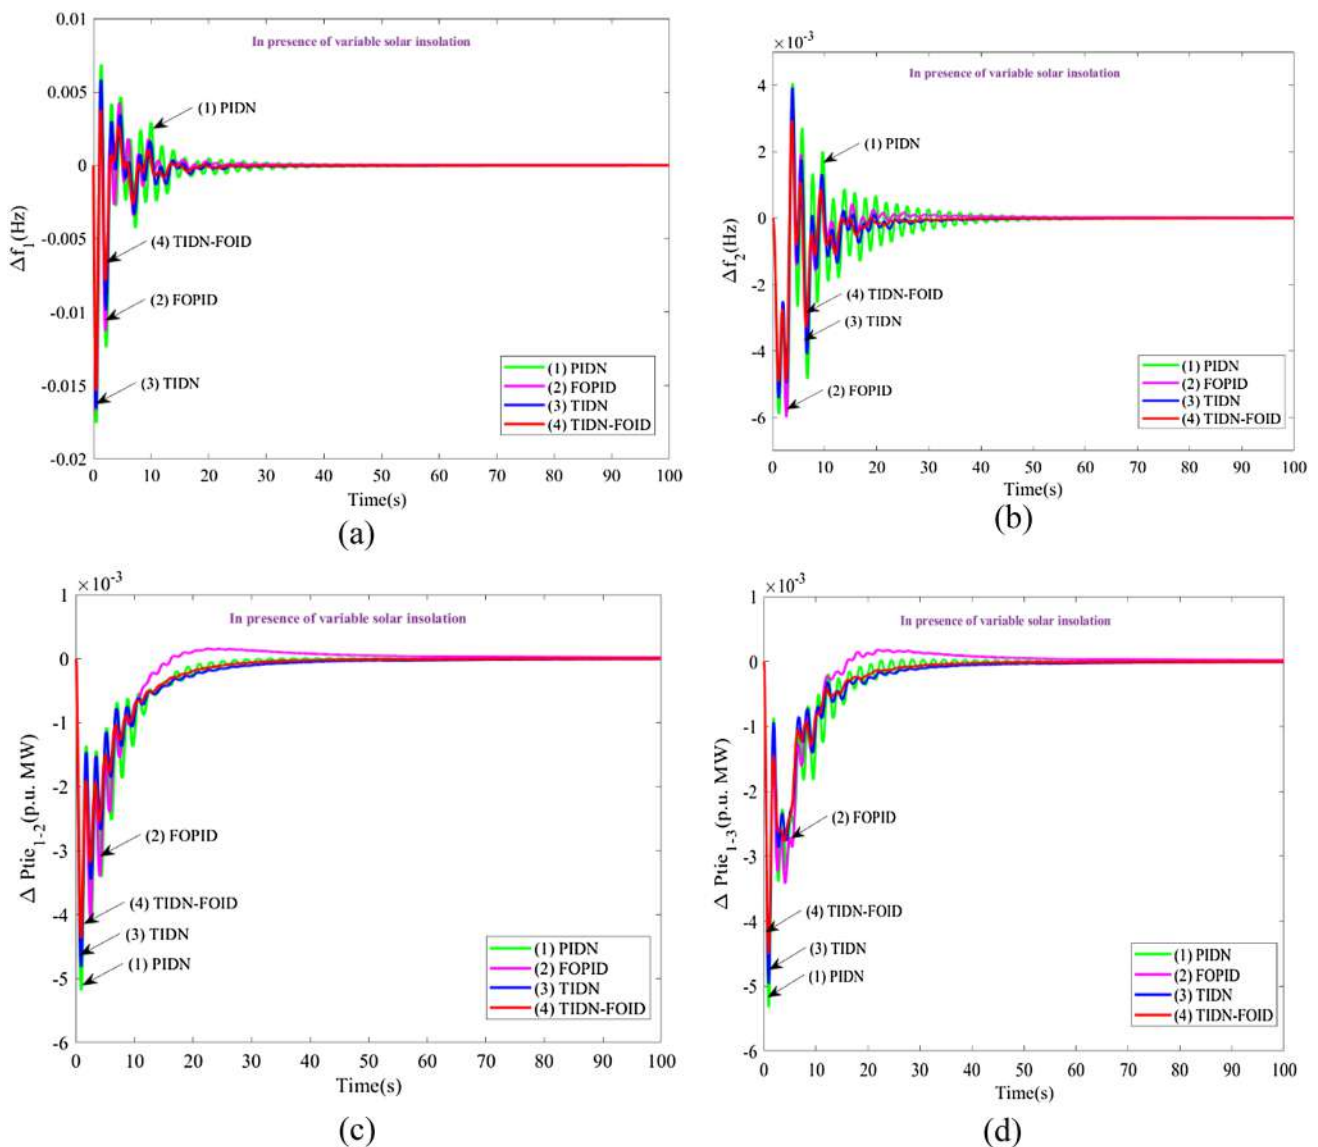 0.01
In presence of variable solar insolation
0.005
(1) PIDN
0
-0.005
(4) TIDN-FOID
(2) FOPID
-0.01
-0.015
(3) TIDN
-0.02
Δf1(Hz)
(1) PIDN
(2) FOPID
(3) TIDN
(4) TIDN-FOID
0 10 20 30 40 50 60 70 80 90 100
Time(s)
(a)
×10-3
In presence of variable solar insolation
4
(1) PIDN
2
0
-2
(4) TIDN-FOID
(3) TIDN
-4
(2) FOPID
-6
Δf2(Hz)
(1) PIDN
(2) FOPID
(3) TIDN
(4) TIDN-FOID
0 10 20 30 40 50 60 70 80 90 100
Time(s)
(b)
×10-3
1
In presence of variable solar insolation
0
-1
-2
(2) FOPID
-3
(4) TIDN-FOID
-4
(3) TIDN
(1) PIDN
-5
-6
Δ Ptie1-2(p.u. MW)
(1) PIDN
(2) FOPID
(3) TIDN
(4) TIDN-FOID
0 10 20 30 40 50 60 70 80 90 100
Time(s)
(c)
×10-3
1
In presence of variable solar insolation
0
-1
-2
(2) FOPID
-3
(4) TIDN-FOID
-4
(3) TIDN
(1) PIDN
-5
-6
Δ Ptie1-3(p.u. MW)
(1) PIDN
(2) FOPID
(3) TIDN
(4) TIDN-FOID
0 10 20 30 40 50 60 70 80 90 100
Time(s)
(d)